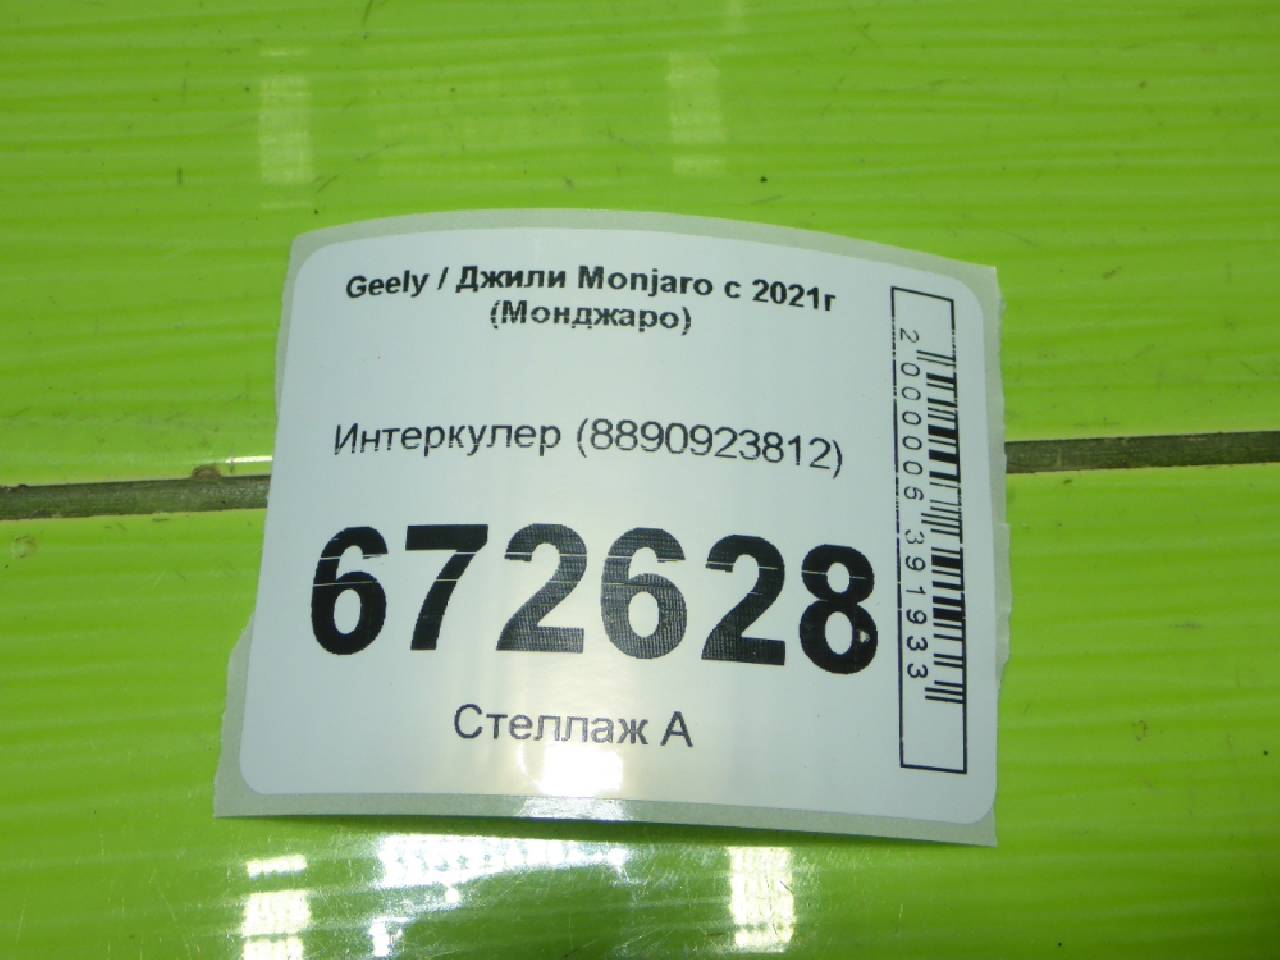 Geely / Джили Monjaro с 2021г
(Монджаро)
Интеркулер (8890923812)
672628
Стеллаж А
2000006391933